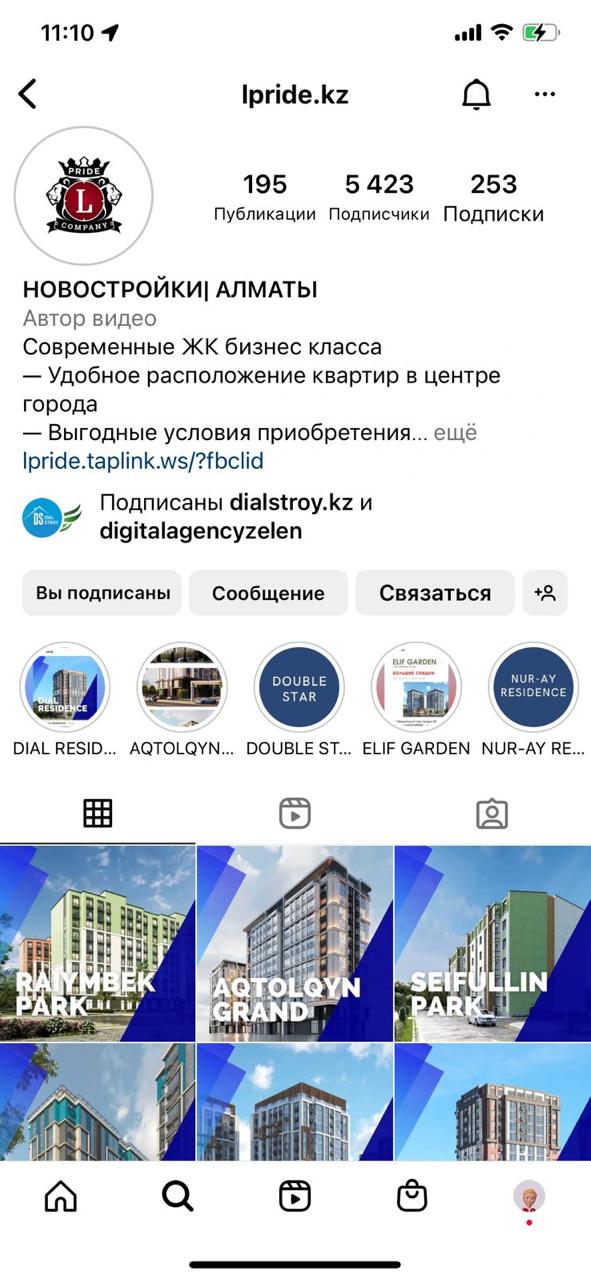 11:10
lpride.kz
PRIDE
L
COMPANY
195
Публикации
5 423
Подписчики
253
Подписки
НОВОСТРОЙКИ| АЛМАТЫ
Автор видео
Современные ЖК бизнес класса
— Удобное расположение квартир в центре
города
— Выгодные условия приобретения... ещё
lpride.taplink.ws/?fbclid
DS DIAL
STROY
Подписаны dialstroy.kz и
digitalagencyzelen
Вы подписаны
Сообщение
Связаться
DIAL
RESIDENCE
DOUBLE
STAR
ELIF GARDEN
БОЛЬШИЕ СКИДКИ
NUR-AY
RESIDENCE
DIAL RESID...
AQTOLQYN...
DOUBLE ST...
ELIF GARDEN
NUR-AY RE...
RAIYMBEK
PARK
AQTOLQYN
GRAND
SEIFULLIN
PARK